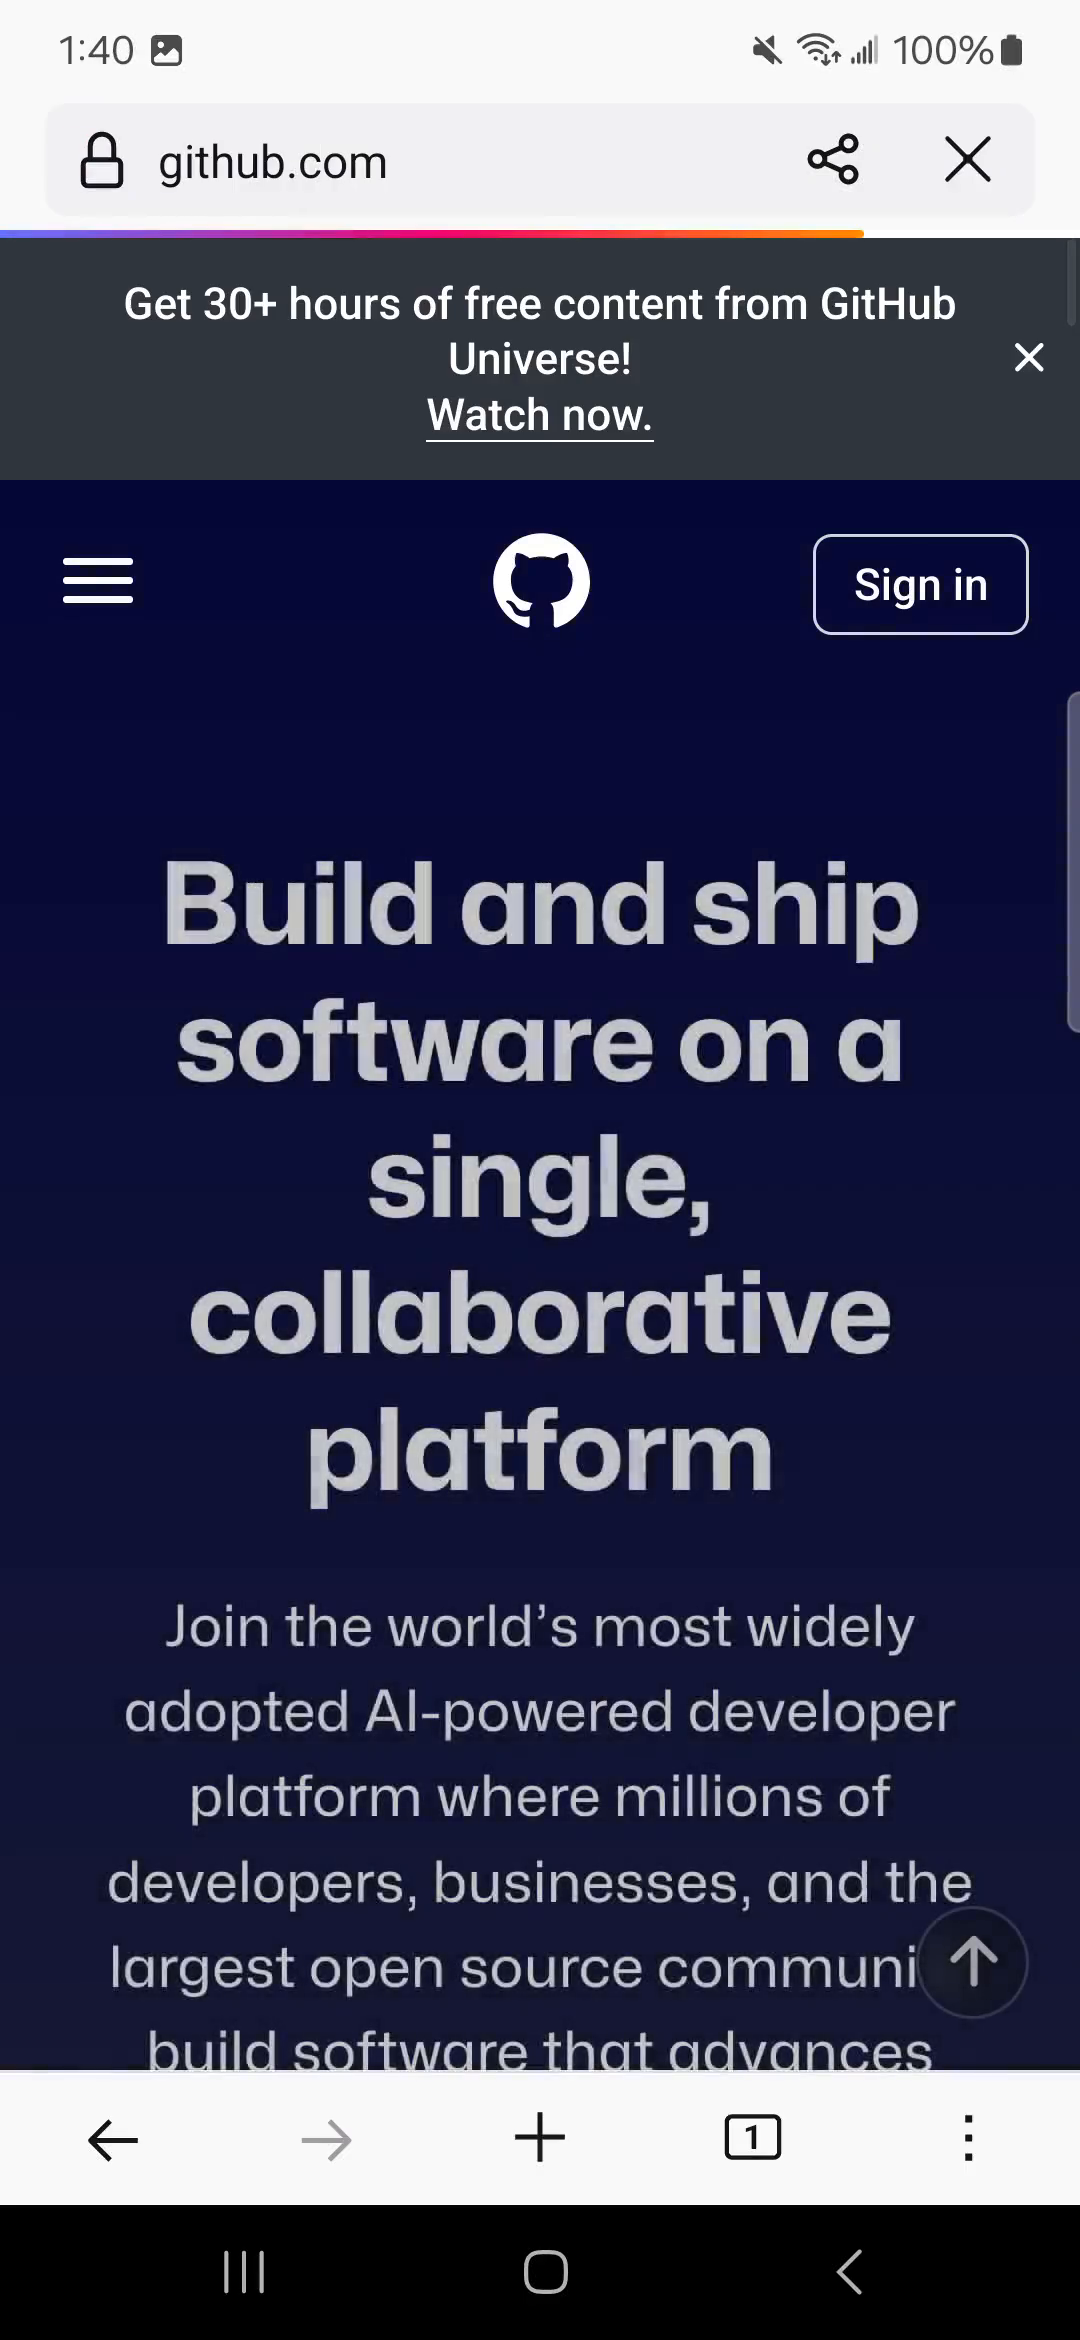 1:40
100%
github.com
Get 30+ hours of free content from GitHub
Universe!
Watch now.
Sign in
Build and ship
software on a
single,
collaborative
platform
Join the world’s most widely
adopted AI-powered developer
platform where millions of
developers, businesses, and the
largest open source communi
build software that advances
1